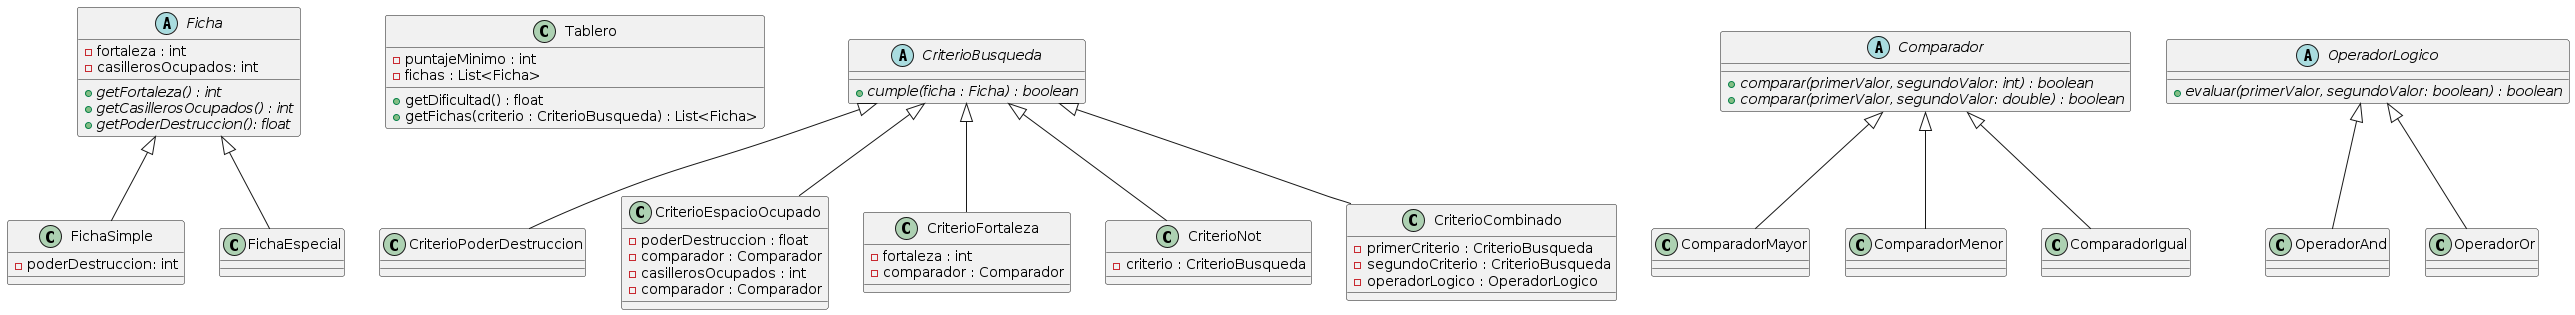 A Ficha
fortaleza : int
casillerosOcupados: int
getFortaleza() : int
getCasillerosOcupados() : int
getPoderDestruccion(): float
C FichaSimple
poderDestruccion: int
C FichaEspecial
C Tablero
puntajeMinimo : int
fichas : List<Ficha>
getDificultad() : float
getFichas(criterio : CriterioBusqueda) : List<Ficha>
A CriterioBusqueda
cumple(ficha : Ficha) : boolean
C CriterioPoderDestruccion
C CriterioEspacioOcupado
poderDestruccion : float
comparador : Comparador
casillerosOcupados : int
comparador : Comparador
C CriterioFortaleza
fortaleza : int
comparador : Comparador
C CriterioNot
criterio : CriterioBusqueda
C CriterioCombinado
primerCriterio : CriterioBusqueda
segundoCriterio : CriterioBusqueda
operadorLogico : OperadorLogico
A Comparador
comparar(primerValor, segundoValor: int) : boolean
comparar(primerValor, segundoValor: double) : boolean
C ComparadorMayor
C ComparadorMenor
C ComparadorIgual
A OperadorLogico
evaluar(primerValor, segundoValor: boolean) : boolean
C OperadorAnd
C OperadorOr